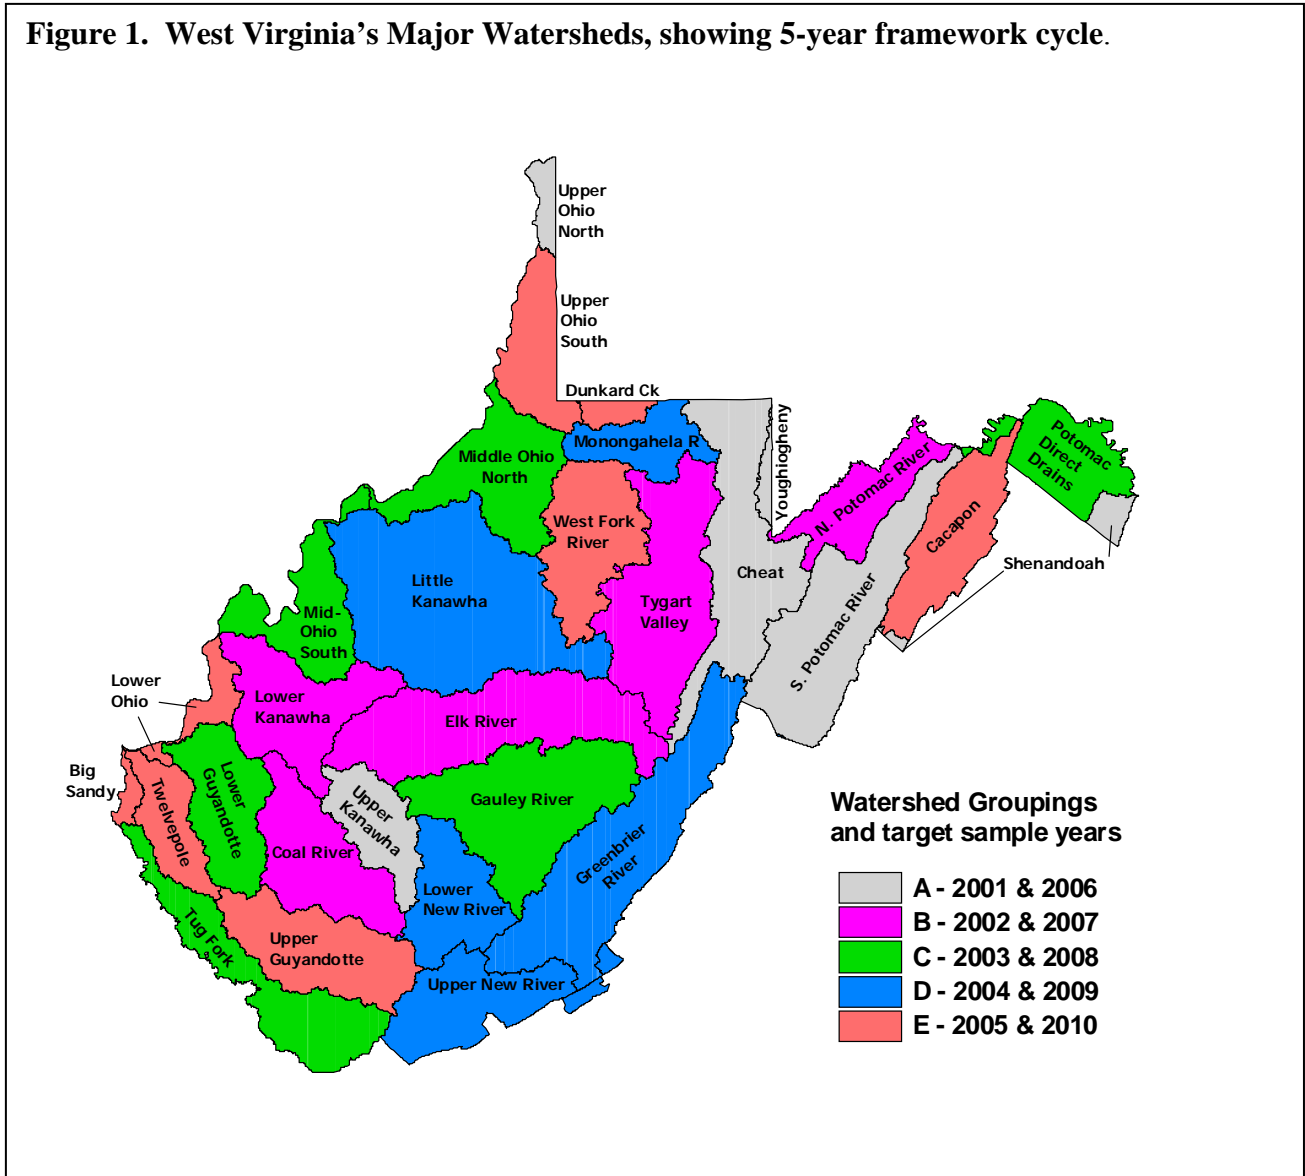 Figure 1.  West Virginia's Major Watersheds, showing 5-year framework cycle.
Upper
Ohio
North
Upper
Ohio
South
Dunkard Ck
Monongahela R.
Middle Ohio
North
West Fork
River
Youghiogheny
N. Potomac River
Potomac
Direct
Drains
Cacapon
Shenandoah
Cheat
S. Potomac River
Little
Kanawha
Tygart
Valley
Mid-
Ohio
South
Lower
Ohio
Lower
Kanawha
Elk River
Big
Sandy
Twelvepole
Lower
Guyandotte
Upper
Kanawha
Gauley River
Coal River
Greenbrier
River
Lower
New River
Tug Fork
Upper
Guyandotte
Upper New River
Watershed Groupings
and target sample years
A - 2001 & 2006
B - 2002 & 2007
C - 2003 & 2008
D - 2004 & 2009
E - 2005 & 2010